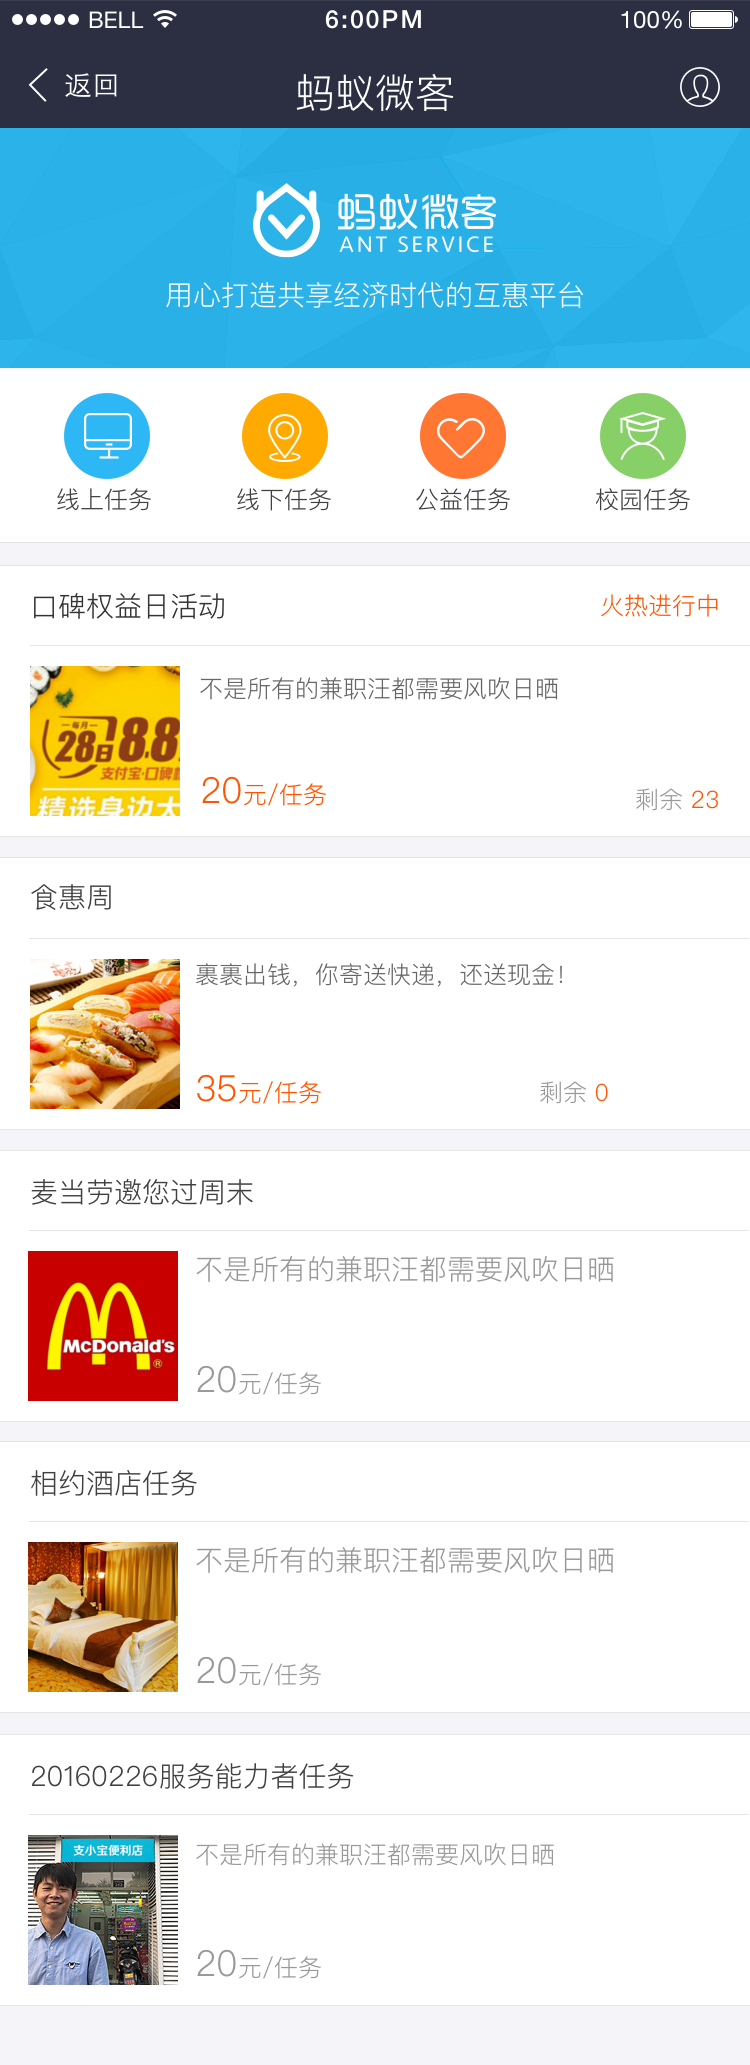 BELL 6:00PM 100%
返回 蚂蚁微客
蚂蚁微客
ANT SERVICE
用心打造共享经济时代的互惠平台
线上任务 线下任务 公益任务 校园任务
口碑权益日活动 火热进行中
不是所有的兼职汪都需要风吹日晒
每月
28日8.8
支付宝·口碑
精选身边大
20元/任务 剩余 23
食惠周
裹裹出钱，你寄送快递，还送现金！
35元/任务 剩余 0
麦当劳邀您过周末
不是所有的兼职汪都需要风吹日晒
McDonald's
®
20元/任务
相约酒店任务
不是所有的兼职汪都需要风吹日晒
20元/任务
20160226服务能力者任务
支小宝便利店
不是所有的兼职汪都需要风吹日晒
20元/任务